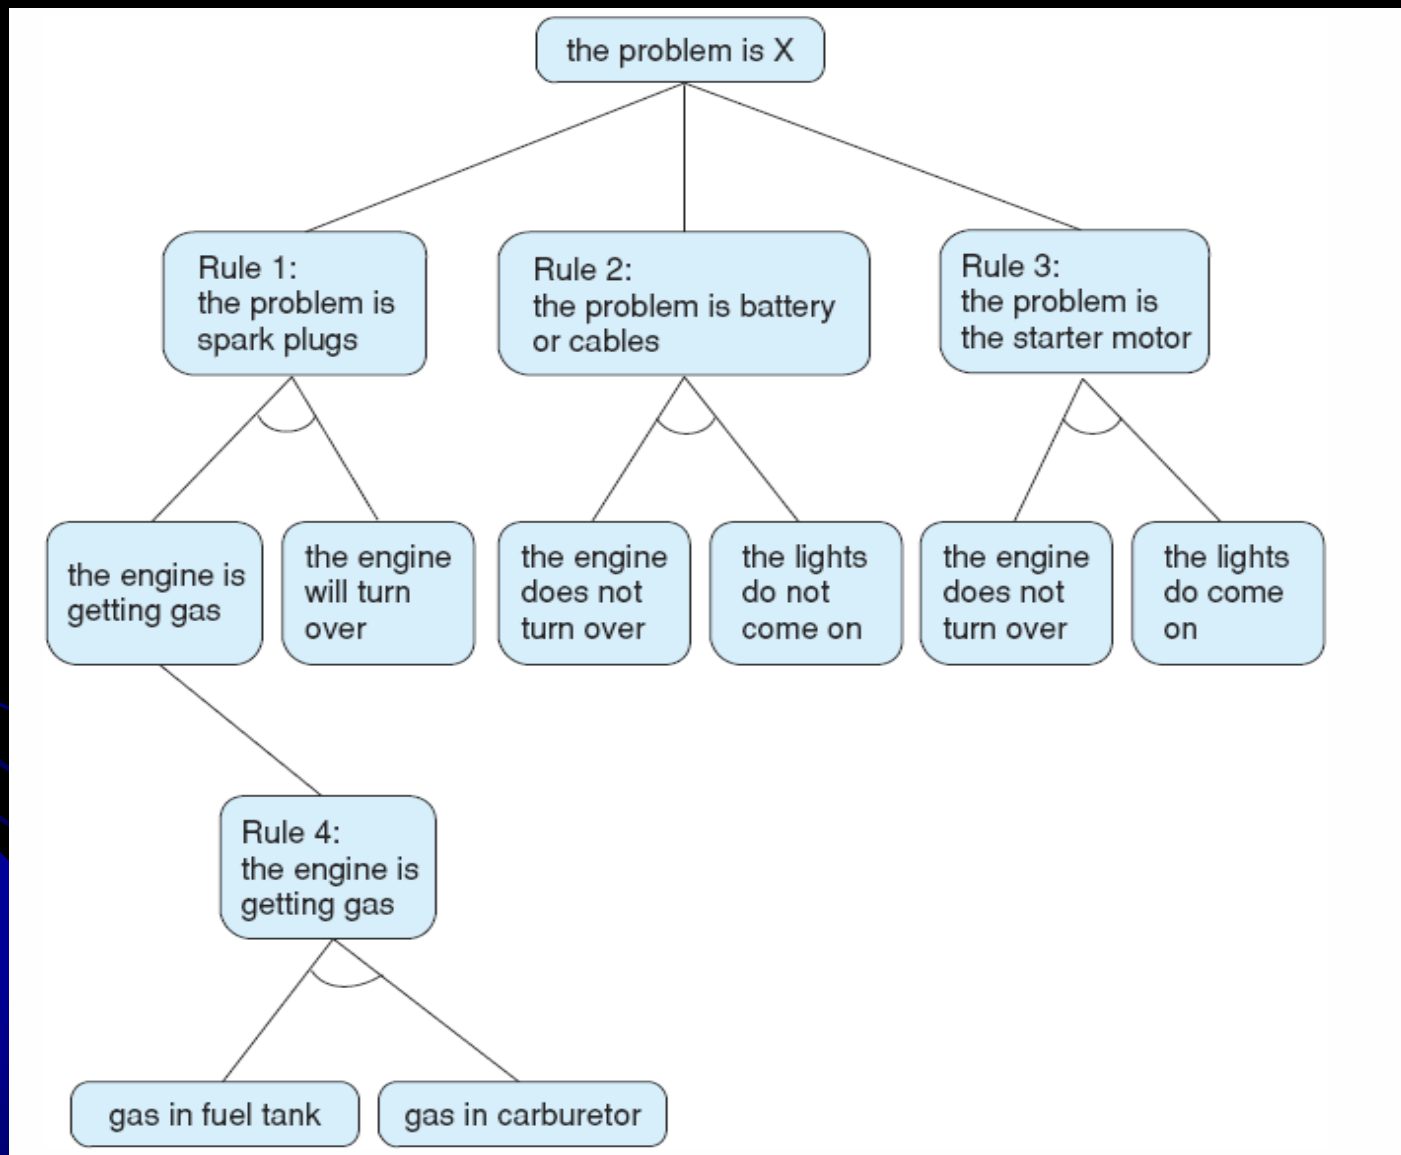 the problem is X
Rule 1:
the problem is
spark plugs
Rule 2:
the problem is battery
or cables
Rule 3:
the problem is
the starter motor
the engine is
getting gas
the engine
will turn
over
the engine
does not
turn over
the lights
do not
come on
the engine
does not
turn over
the lights
do come
on
Rule 4:
the engine is
getting gas
gas in fuel tank
gas in carburetor